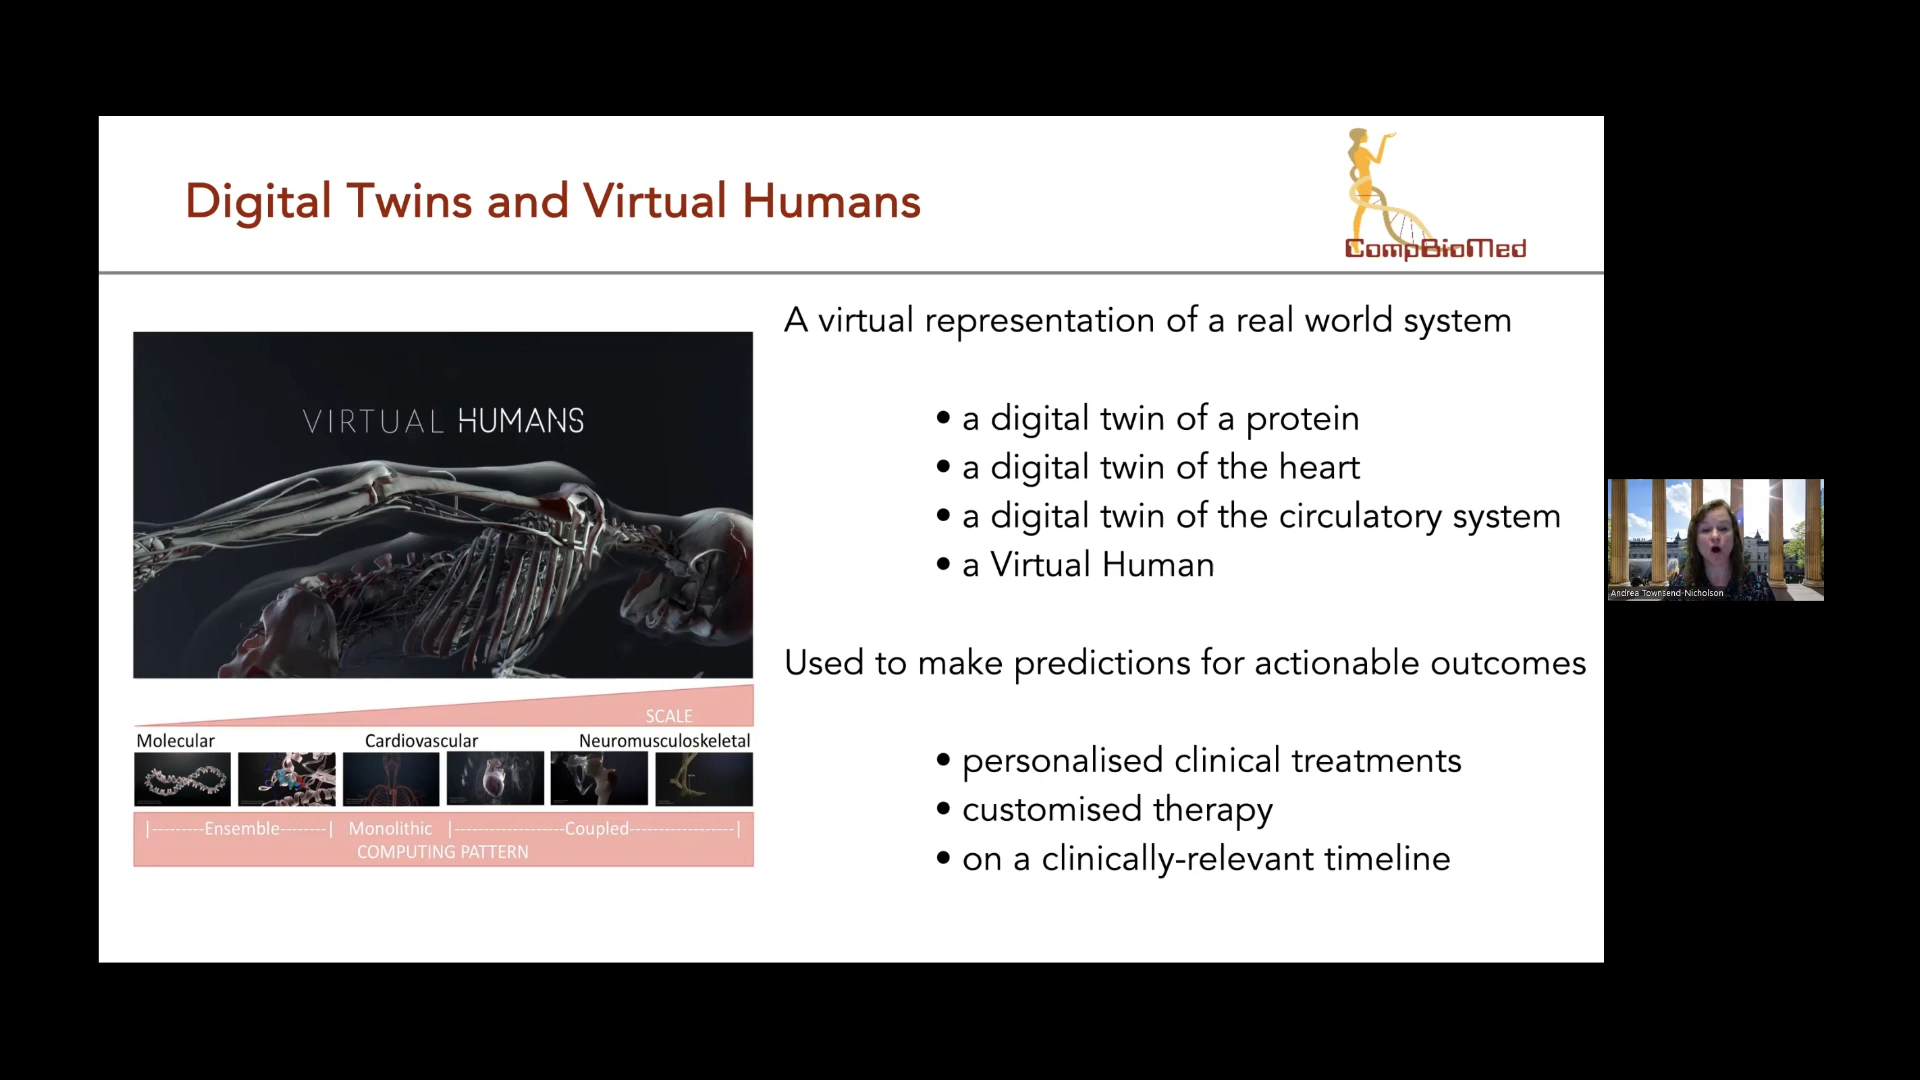 Digital Twins and Virtual Humans
CompBioMed
A virtual representation of a real world system
• a digital twin of a protein
• a digital twin of the heart
• a digital twin of the circulatory system
• a Virtual Human
Used to make predictions for actionable outcomes
• personalised clinical treatments
• customised therapy
• on a clinically-relevant timeline
VIRTUAL HUMANS
SCALE
Molecular Cardiovascular Neuromusculoskeletal
|---------Ensemble--------| Monolithic |--------------------Coupled-------------------|
COMPUTING PATTERN
Andrea Townsend-Nicholson